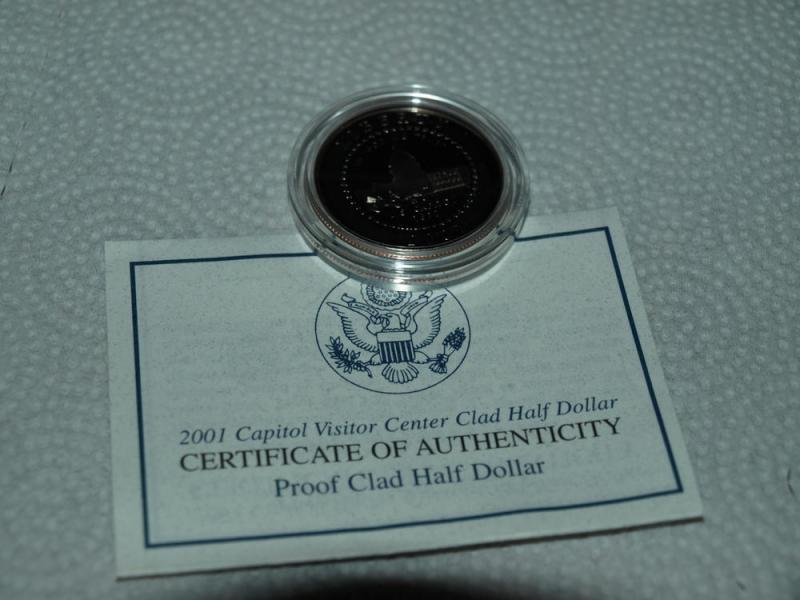 2001 Capitol Visitor Center Clad Half Dollar
CERTIFICATE OF AUTHENTICITY
Proof Clad Half Dollar